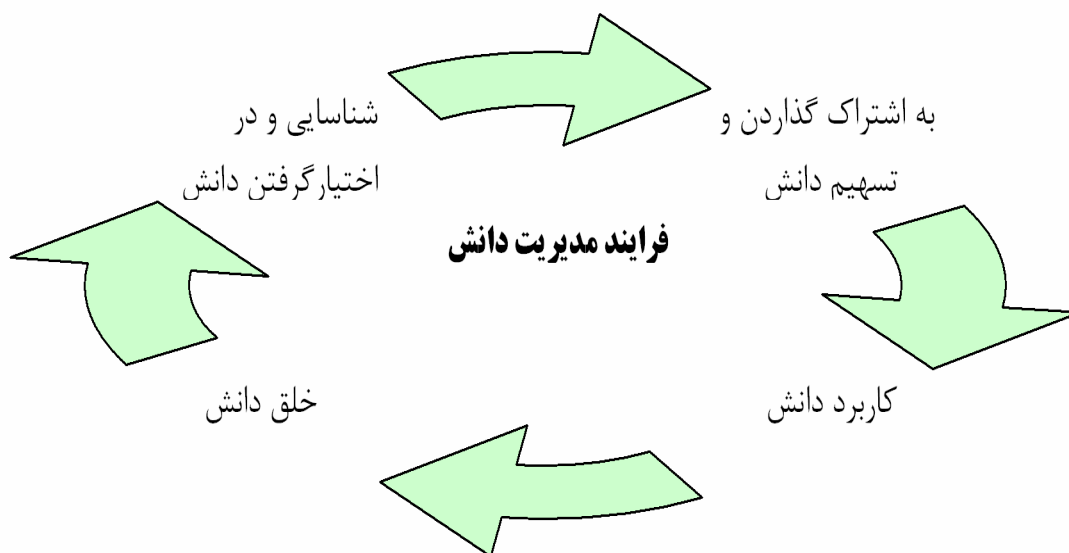 به اشتراک گذاردن و
تسهیم دانش
شناسایی و در
اختیارگرفتن دانش
فرایند مدیریت دانش
کاربرد دانش
خلق دانش